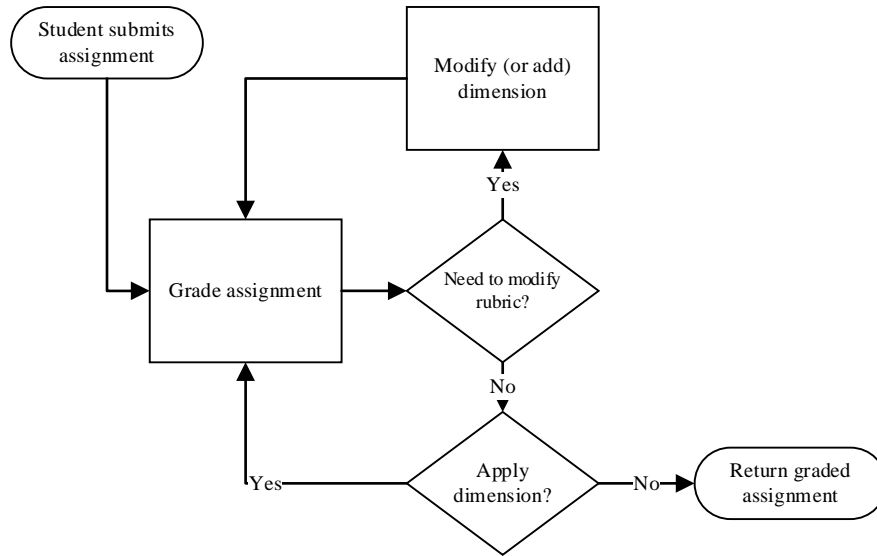 Student submits
assignment
Modify (or add)
dimension
Yes
Grade assignment
Need to modify
rubric?
No
Apply
dimension?
Yes
No
Return graded
assignment